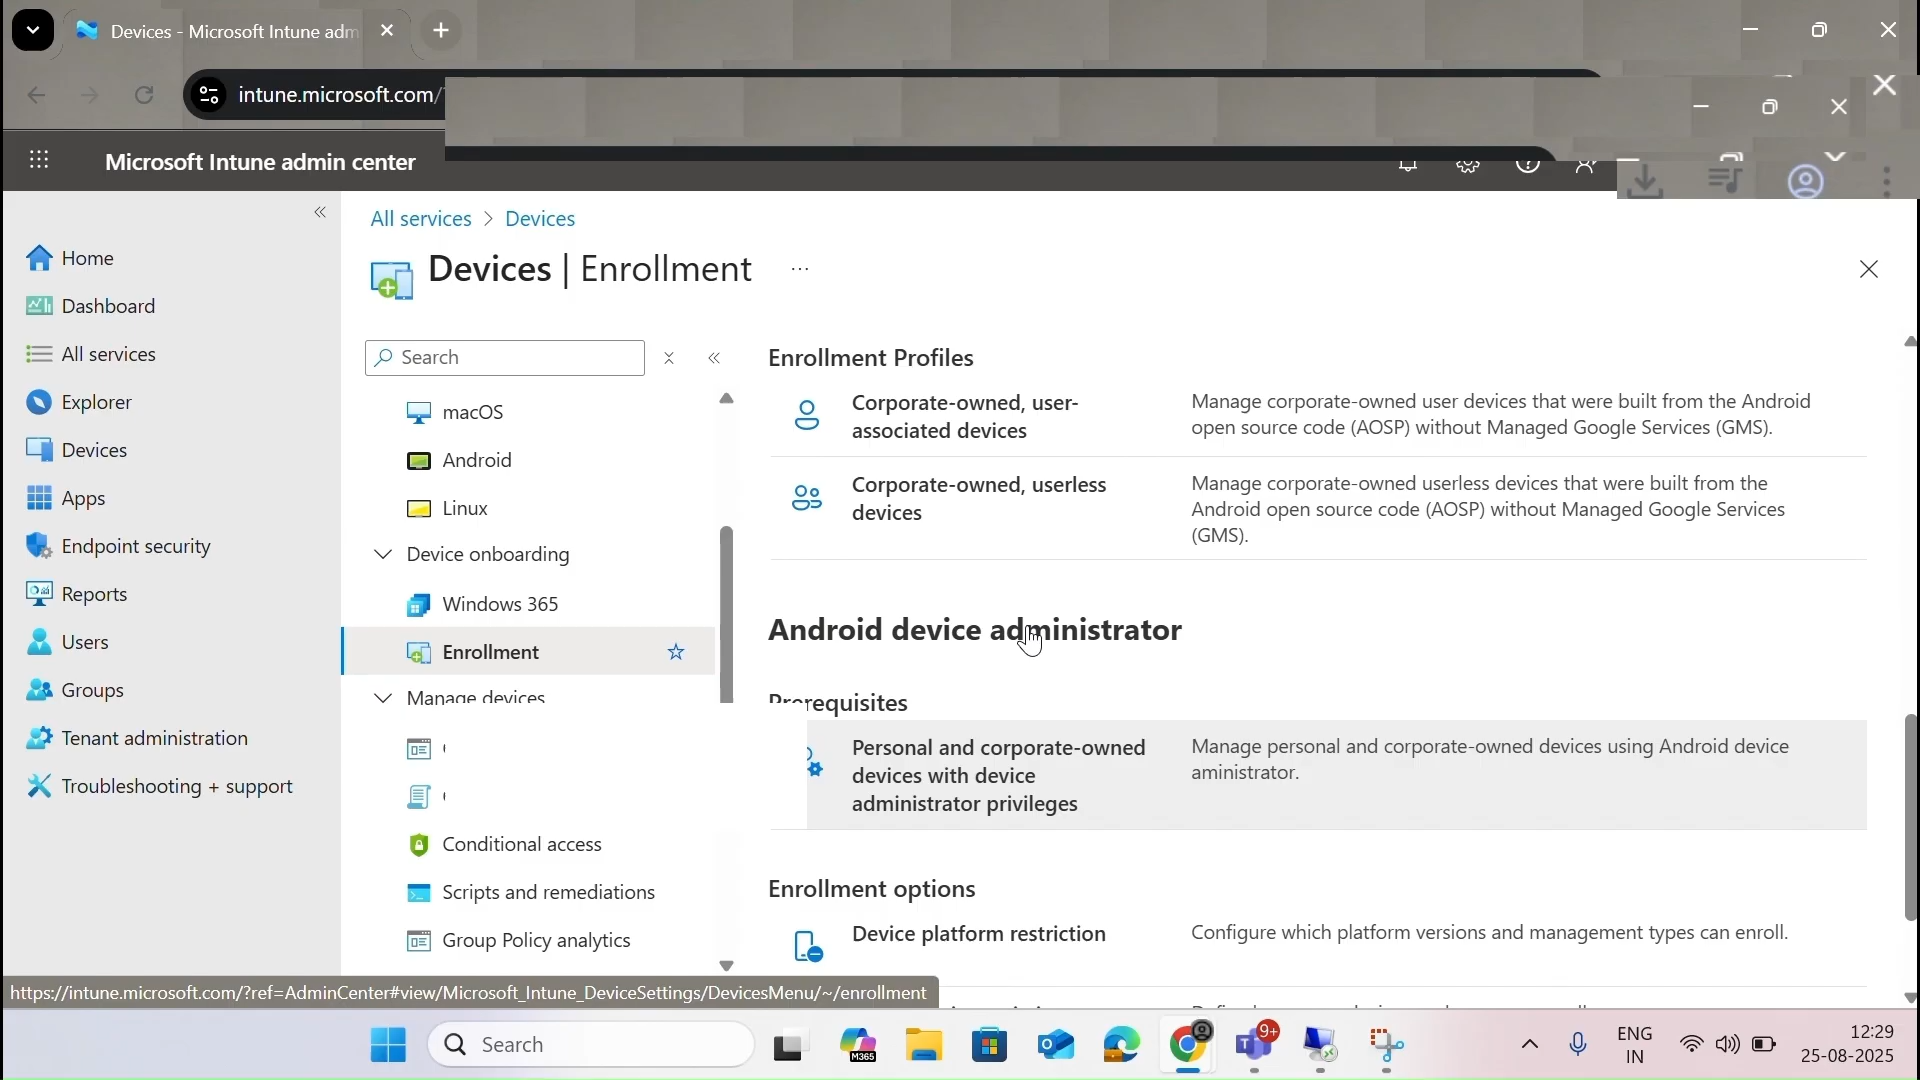 Devices - Microsoft Intune adm
intune.microsoft.com/
Microsoft Intune admin center
Home
Dashboard
All services
Explorer
Devices
Apps
Endpoint security
Reports
Users
Groups
Tenant administration
Troubleshooting + support
All services > Devices
Devices | Enrollment
...
Search
macOS
Android
Linux
Device onboarding
Windows 365
Enrollment
Manage devices
Conditional access
Scripts and remediations
Group Policy analytics
Enrollment Profiles
Corporate-owned, user-
associated devices
Manage corporate-owned user devices that were built from the Android
open source code (AOSP) without Managed Google Services (GMS).
Corporate-owned, userless
devices
Manage corporate-owned userless devices that were built from the
Android open source code (AOSP) without Managed Google Services
(GMS).
Android device administrator
Prerequisites
Personal and corporate-owned
devices with device
administrator privileges
Manage personal and corporate-owned devices using Android device
aministrator.
Enrollment options
Device platform restriction
Configure which platform versions and management types can enroll.
https://intune.microsoft.com/?ref=AdminCenter#view/Microsoft_Intune_DeviceSettings/DevicesMenu/~/enrollment
Search
M365
9+
ENG
IN
12:29
25-08-2025